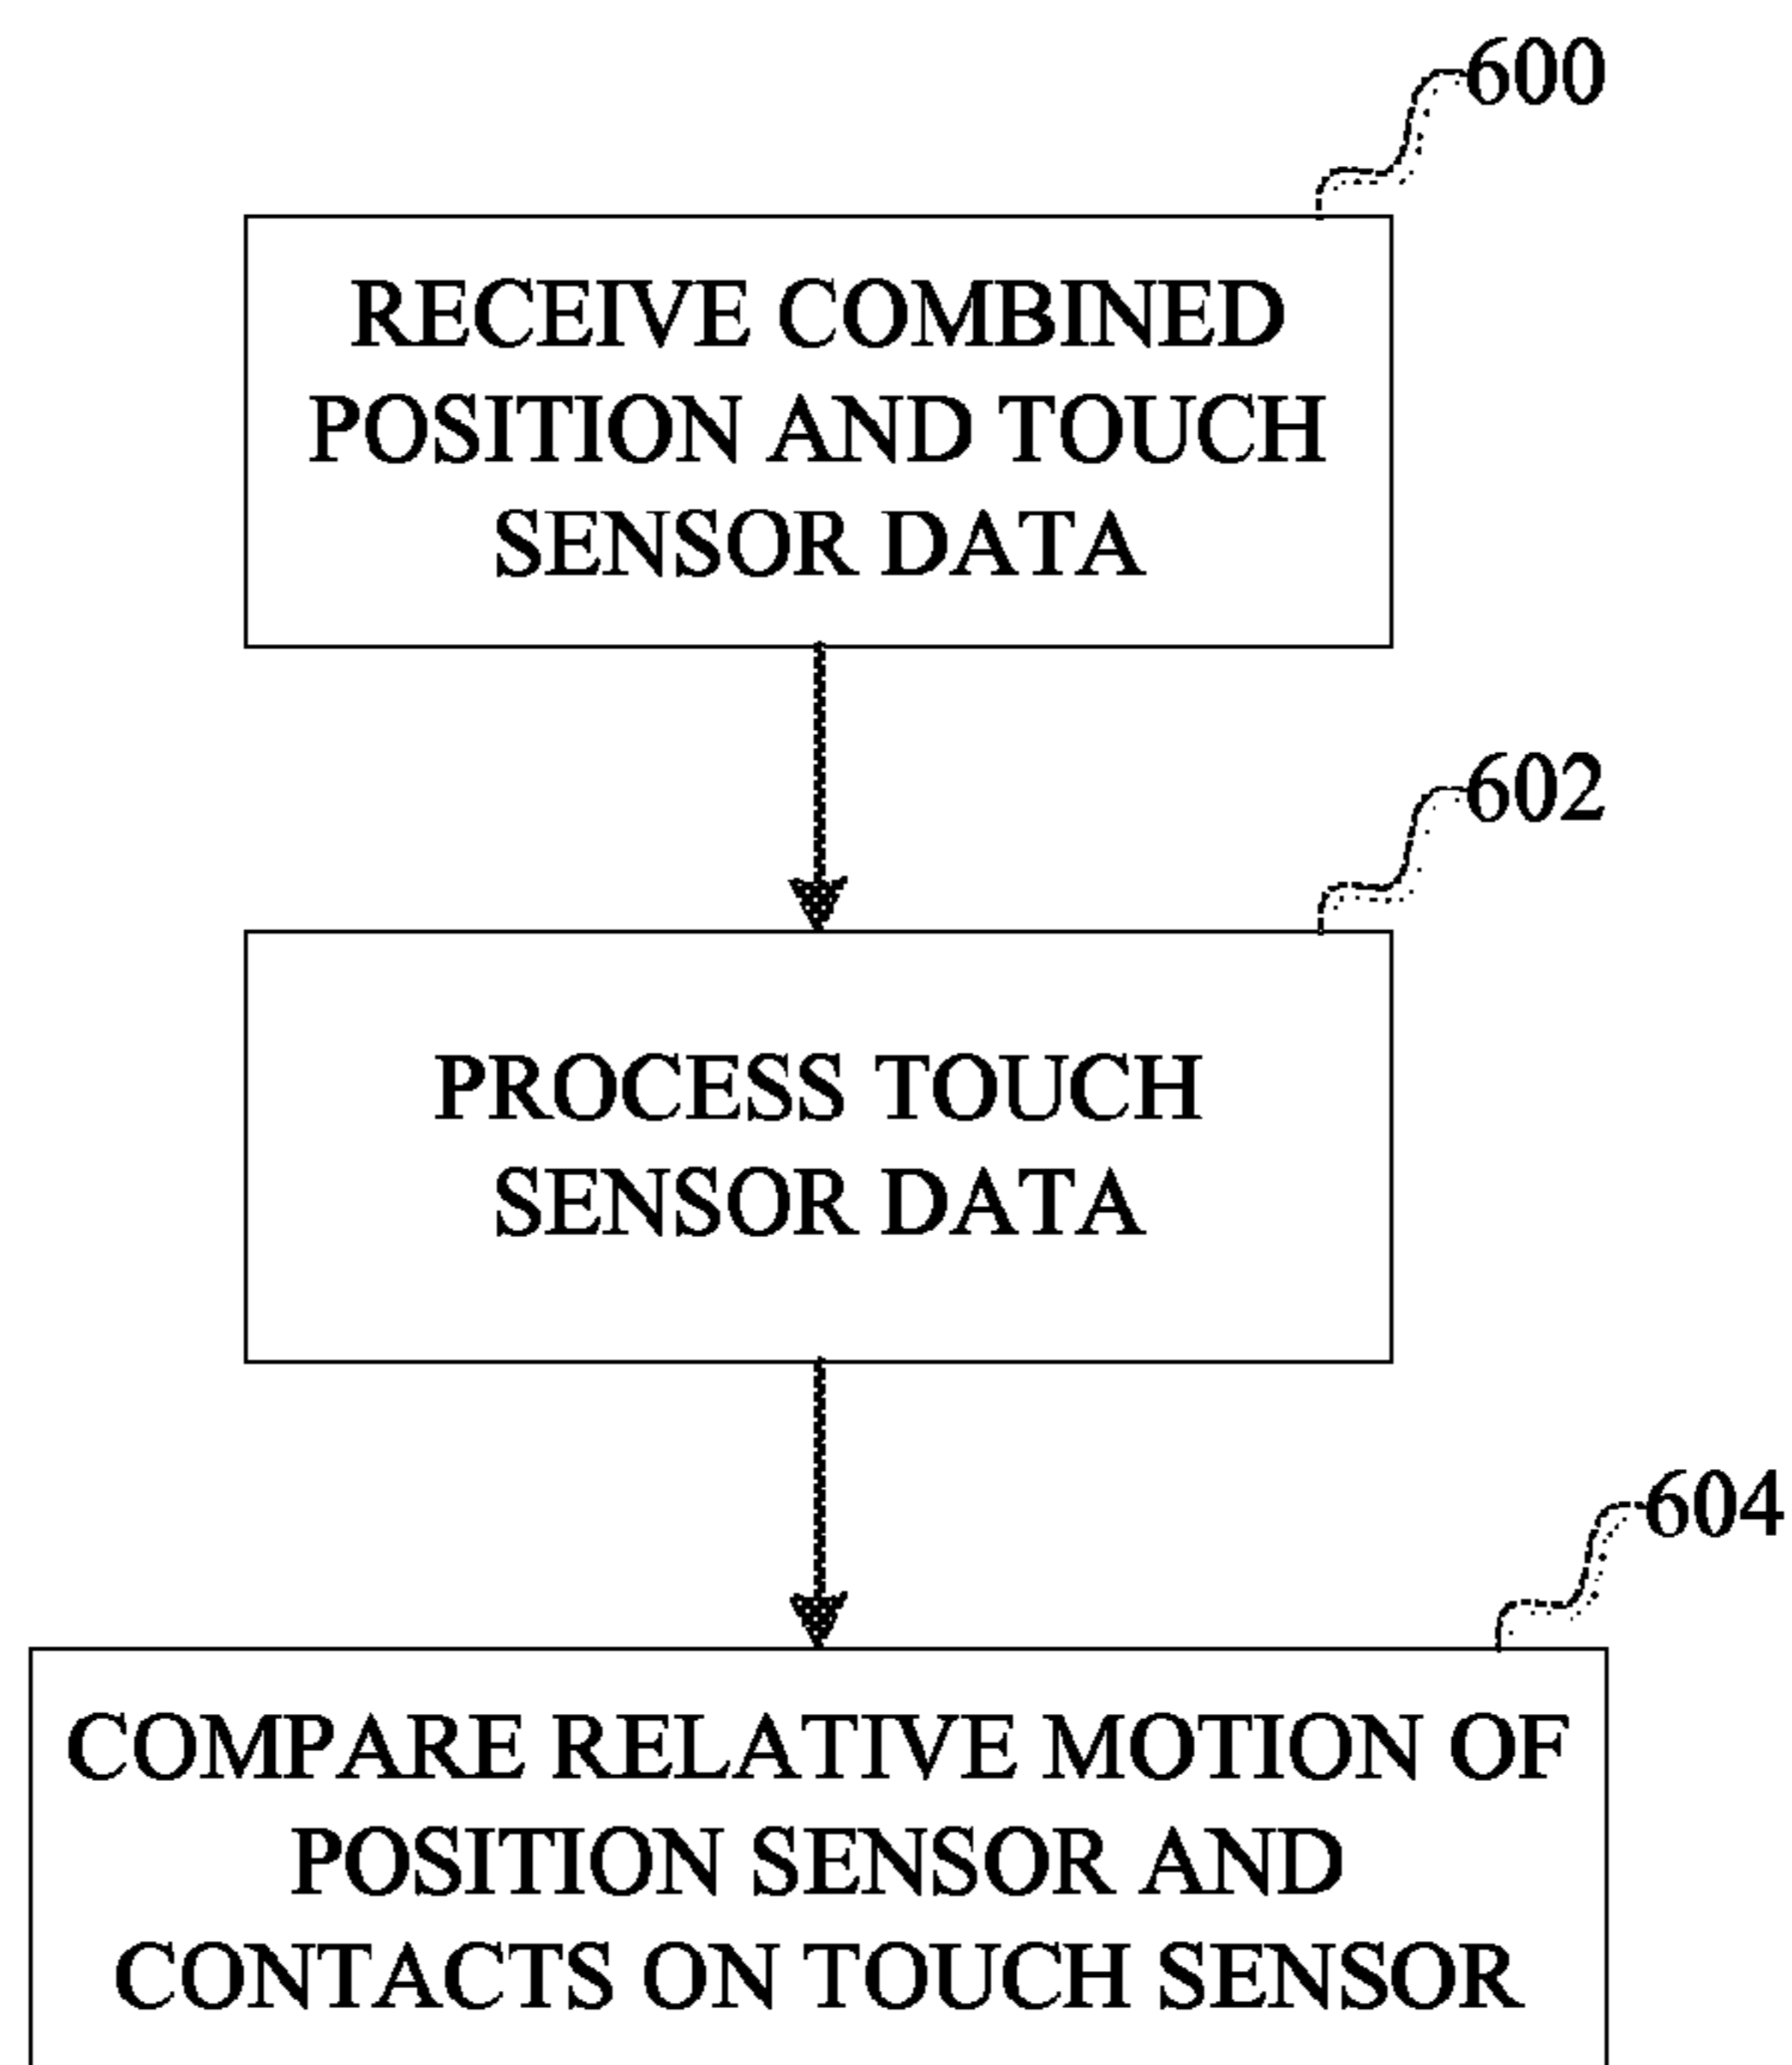 600
RECEIVE COMBINED
POSITION AND TOUCH
SENSOR DATA
602
PROCESS TOUCH
SENSOR DATA
604
COMPARE RELATIVE MOTION OF
POSITION SENSOR AND
CONTACTS ON TOUCH SENSOR